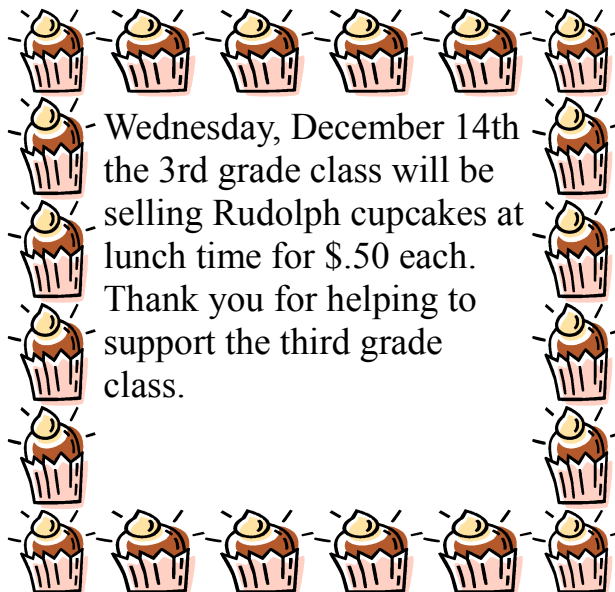 Wednesday, December 14th
the 3rd grade class will be
selling Rudolph cupcakes at
lunch time for $.50 each.
Thank you for helping to
support the third grade
class.